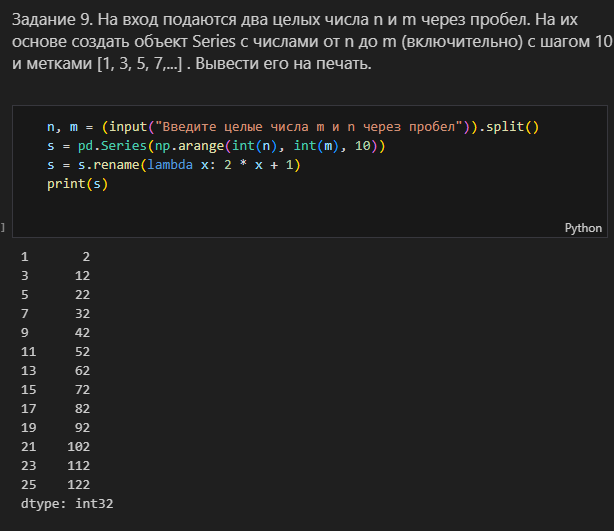 Задание 9. На вход подаются два целых числа n и m через пробел. На их
основе создать объект Series с числами от n до m (включительно) с шагом 10
и метками [1, 3, 5, 7,...] . Вывести его на печать.
n, m = (input("Введите целые числа m и n через пробел")).split()
s = pd.Series(np.arange(int(n), int(m), 10))
s = s.rename(lambda x: 2 * x + 1)
print(s)
]
Python
1 2
3 12
5 22
7 32
9 42
11 52
13 62
15 72
17 82
19 92
21 102
23 112
25 122
dtype: int32